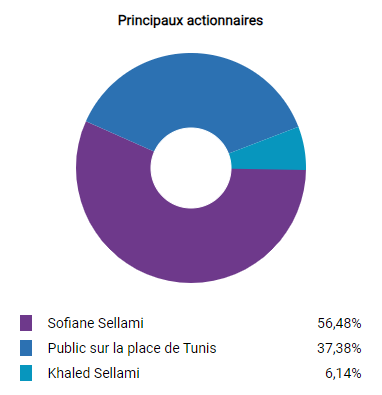 Principaux actionnaires
Sofiane Sellami 56,48%
Public sur la place de Tunis 37,38%
Khaled Sellami 6,14%